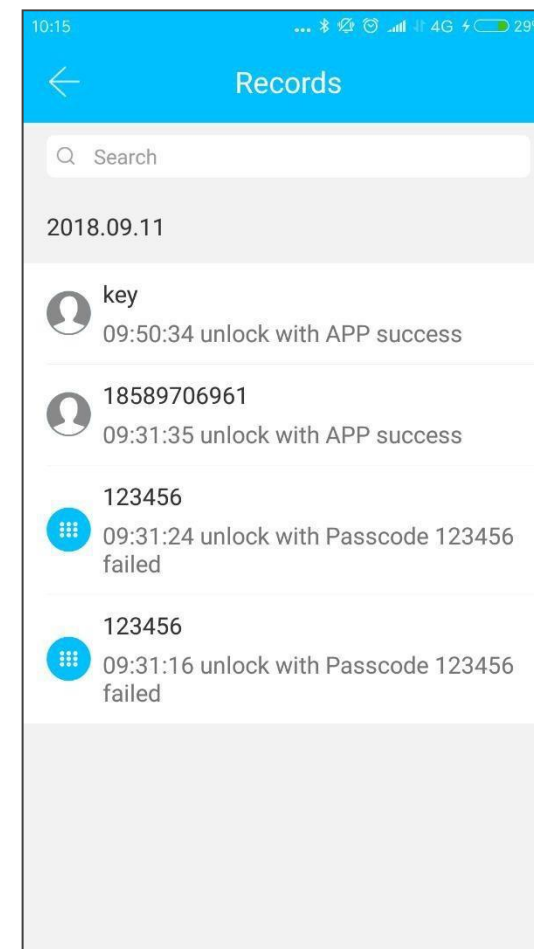 10:15 ... 4G 29%
Records
Search
2018.09.11
key
09:50:34 unlock with APP success
18589706961
09:31:35 unlock with APP success
123456
09:31:24 unlock with Passcode 123456
failed
123456
09:31:16 unlock with Passcode 123456
failed